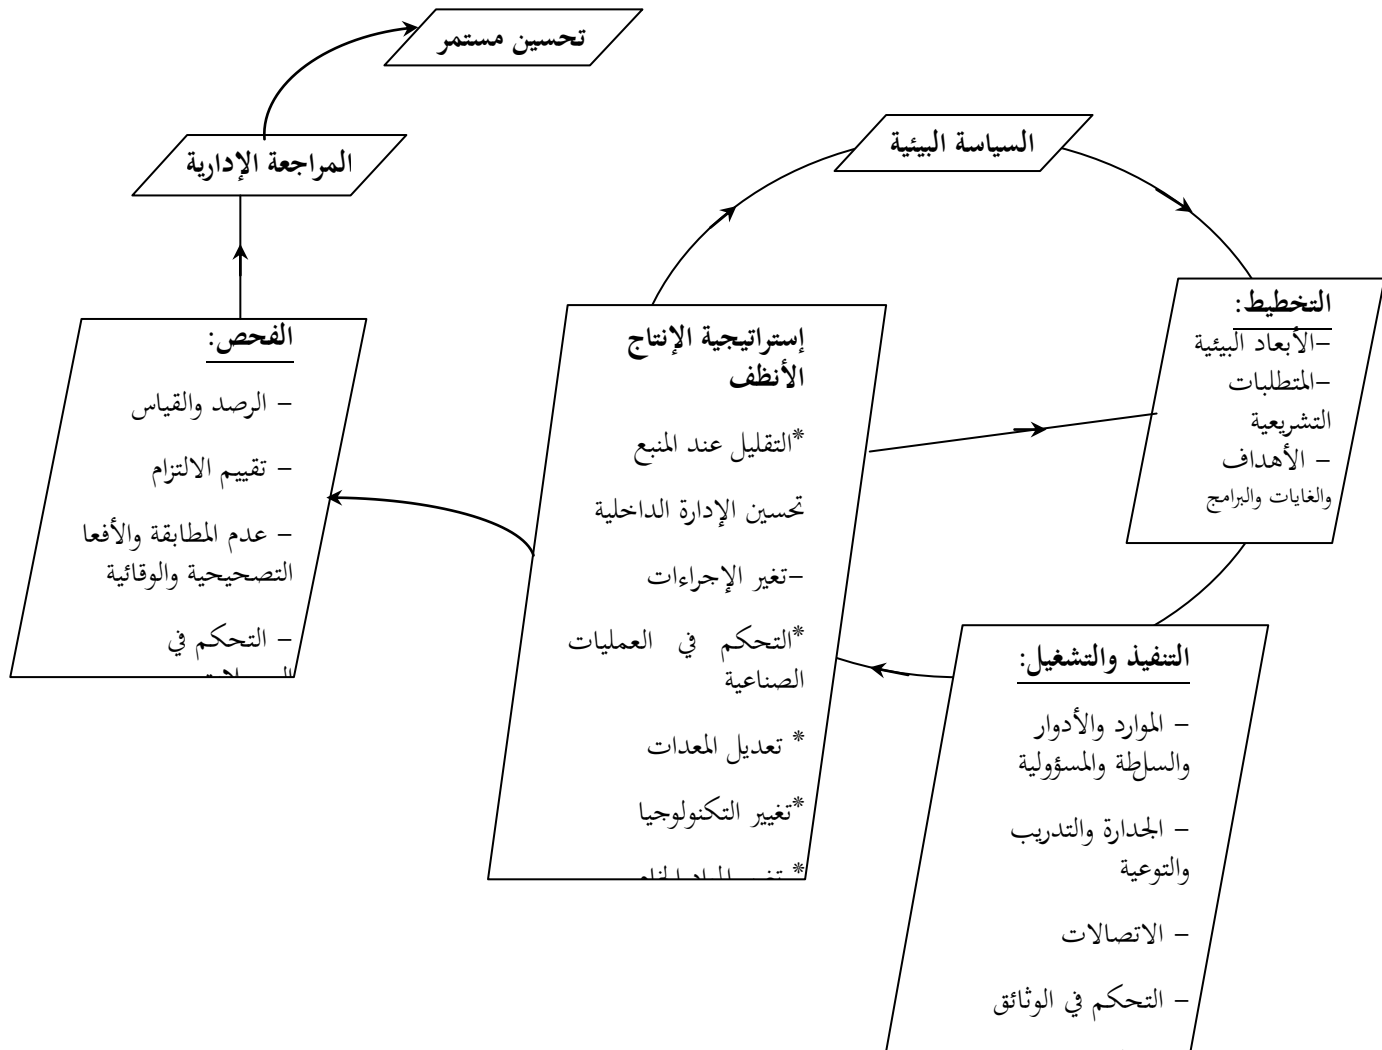 تحسين مستمر
المراجعة الإدارية
السياسة البيئية
التخطيط:
–الأبعاد البيئية
–المتطلبات
التشريعية
– الأهداف
والغايات والبرامج
إستراتيجية الإنتاج
الأنظف
*التقليل عند المنبع
تحسين الإدارة الداخلية
–تغير الإجراءات
*التحكم في العمليات
الصناعية
* تعديل المعدات
*تغيير التكنولوجيا
الفحص:
– الرصد والقياس
– تقييم الالتزام
– عدم المطابقة والأفعا
التصحيحية والوقائية
– التحكم في
التنفيذ والتشغيل:
– الموارد والأدوار
والسلطة والمسؤولية
– الجدارة والتدريب
والتوعية
– الاتصالات
– التحكم في الوثائق